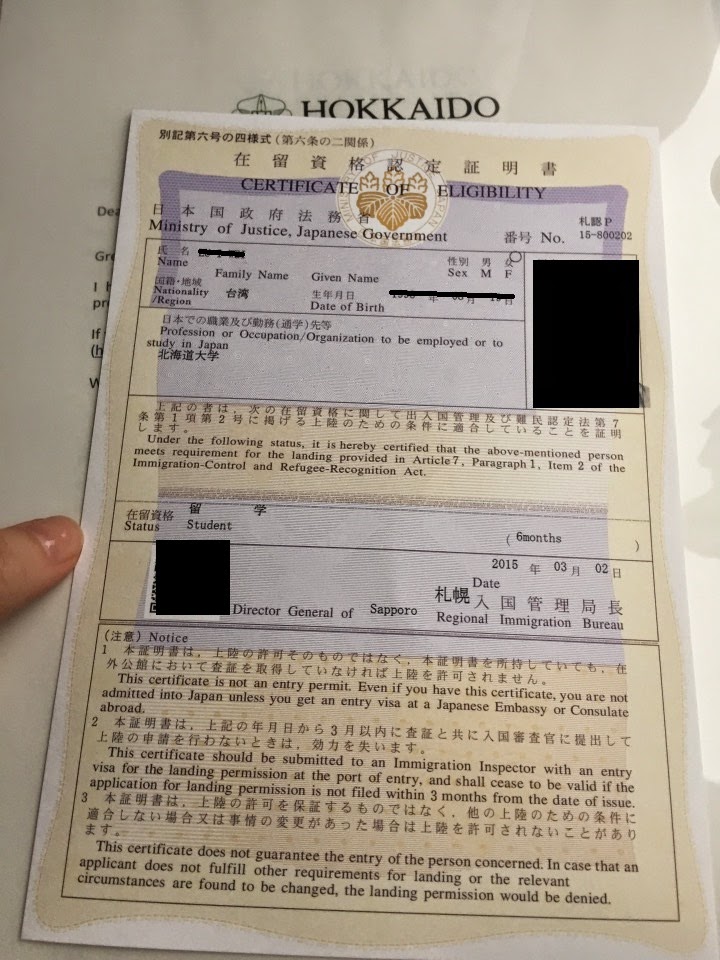 HOKKAIDO
別記第六号の四様式(第六条の二関係)
在留資格認定証明書
CERTIFICATE OF ELIGIBILITY
日本国政府法務省
Ministry of Justice, Japanese Government
札認P
番号 No. 15-800202
氏名
Name
Family Name Given Name
性別 男 女
Sex M F
国籍・地域
Nationality
/Region
台湾
生年月日
Date of Birth
年 月 日
日本での職業及び勤務(通学)先等
Profession or Occupation/Organization to be employed or to
study in Japan
北海道大学
上記の者は、次の在留資格に関して出入国管理及び難民認定法第7
条第1項第2号に掲げる上陸のための条件に適合していることを証明
します。
Under the following status, it is hereby certified that the above-mentioned person
meets requirement for the landing provided in Article 7, Paragraph 1, Item 2 of the
Immigration-Control and Refugee-Recognition Act.
在留資格 留 学
Status Student
( 6months )
2015 年 03 月 02 日
Date
札幌入国管理局長
Director General of Sapporo Regional Immigration Bureau
(注意) Notice
1 本証明書は、上陸の許可そのものではなく、本証明書を所持していても、在
外公館において査証を取得していなければ上陸を許可されません。
This certificate is not an entry permit. Even if you have this certificate, you are not
admitted into Japan unless you get an entry visa at a Japanese Embassy or Consulate
abroad.
2 本証明書は、上記の年月日から3月以内に査証と共に入国審査官に提出して
上陸の申請を行わないときは、効力を失います。
This certificate should be submitted to an Immigration Inspector with an entry
visa for the landing permission at the port of entry, and shall cease to be valid if the
application for landing permission is not filed within 3 months from the date of issue.
3 本証明書は、上陸の許可を保証するものではなく、他の上陸のための条件に
適合しない場合又は事情の変更があった場合は上陸を許可されないことがあり
ます。
This certificate does not guarantee the entry of the person concerned. In case that an
applicant does not fulfill other requirements for landing or the relevant
circumstances are found to be changed, the landing permission would be denied.